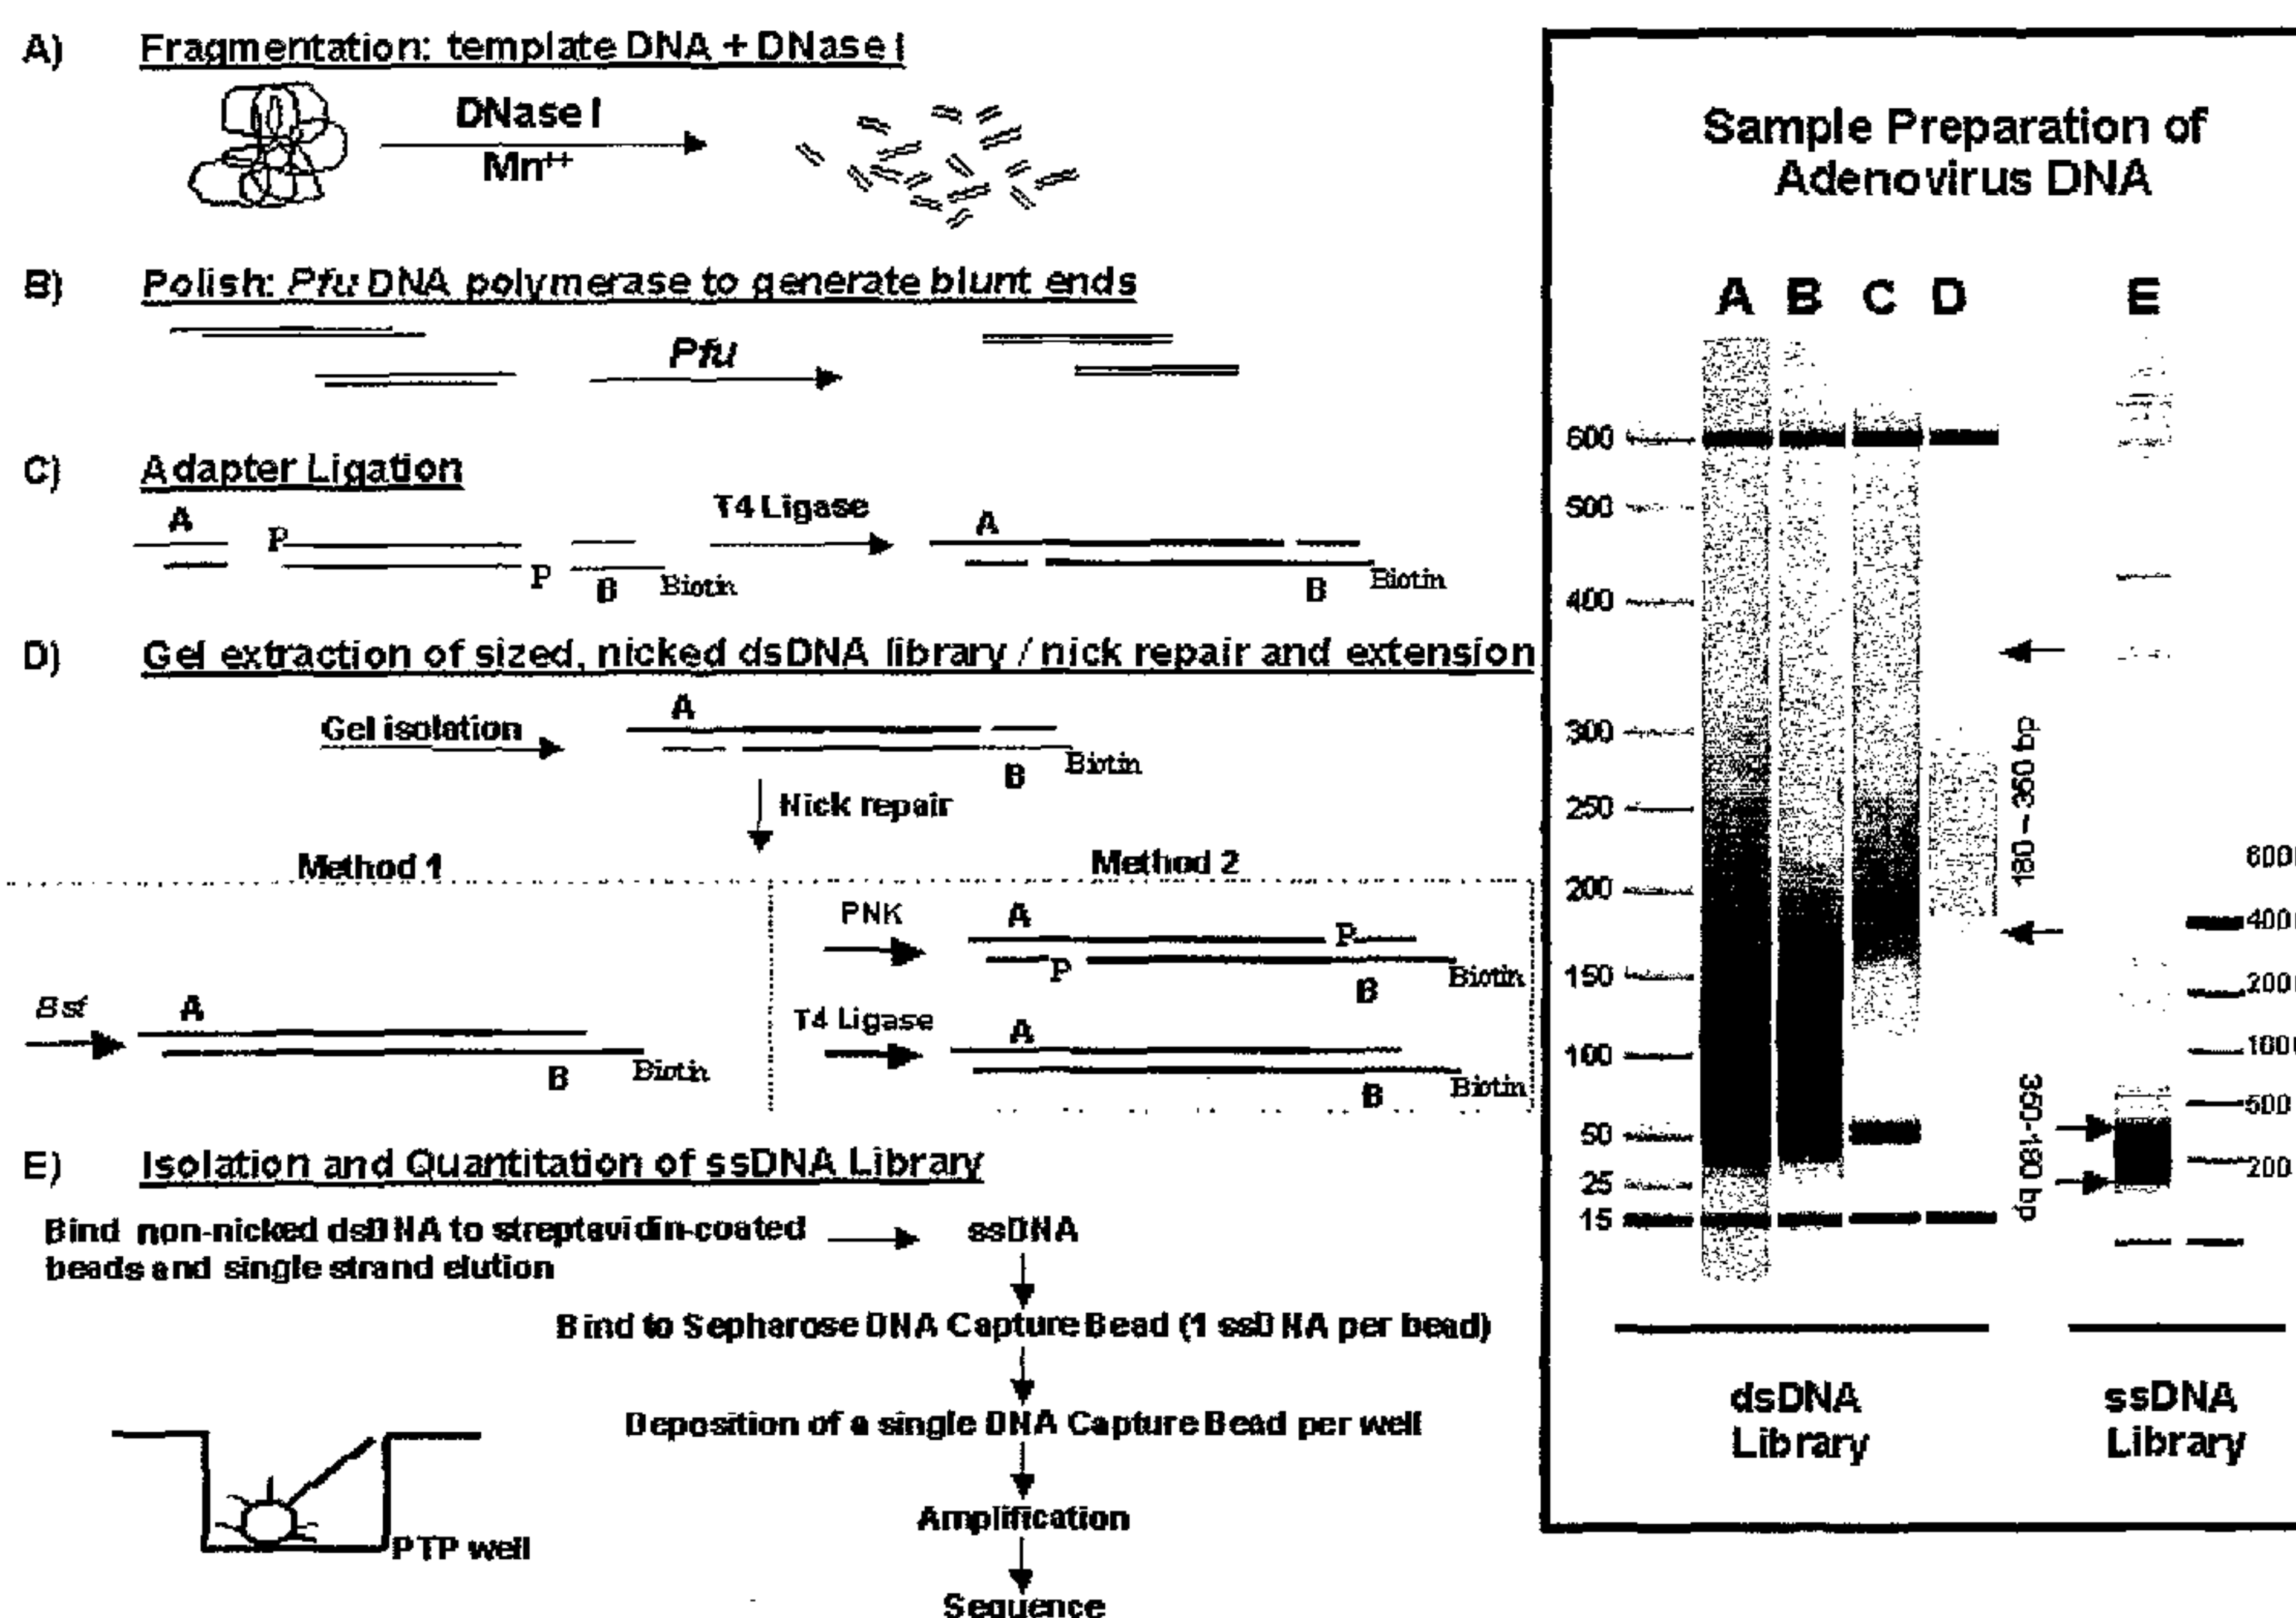 A) Fragmentation: template DNA + DNase I
DNase I
Mn++
B) Polish: Pfu DNA polymerase to generate blunt ends
Pfu
C) Adapter Ligation
A
P
P
B
Biotin
T4 Ligase
A
B
Biotin
D) Gel extraction of sized, nicked dsDNA library / nick repair and extension
Gel isolation
A
B
Biotin
Nick repair
Method 1
Method 2
Bst
A
B
Biotin
PNK
A
P
P
B
Biotin
T4 Ligase
A
B
Biotin
E) Isolation and Quantitation of ssDNA Library
Bind non-nicked dsDNA to streptavidin-coated
beads and single strand elution
ssDNA
Bind to Sepharose DNA Capture Bead (1 ssDNA per bead)
Deposition of a single DNA Capture Bead per well
Amplification
Sequence
PTP well
Sample Preparation of
Adenovirus DNA
A B C D E
600
500
400
300
250
200
150
100
50
25
15
180 – 350 bp
350-180 bp
500
200
dsDNA
Library
ssDNA
Library